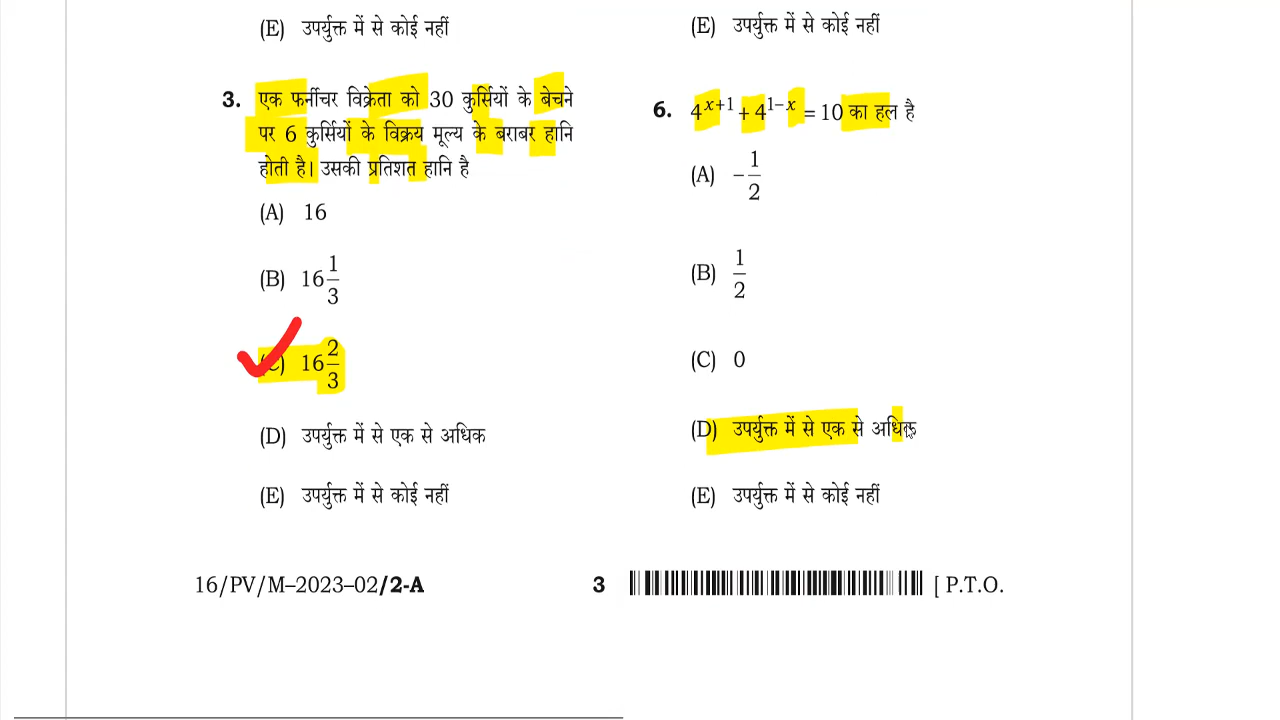 (E) उपर्युक्त में से कोई नहीं
3. एक फर्नीचर विक्रेता को 30 कुर्सियों के बेचने
पर 6 कुर्सियों के विक्रय मूल्य के बराबर हानि
होती है। उसकी प्रतिशत हानि है
(A) 16
(B) 16 1/3
(C) 16 2/3
(D) उपर्युक्त में से एक से अधिक
(E) उपर्युक्त में से कोई नहीं
(E) उपर्युक्त में से कोई नहीं
6. 4^{x+1} + 4^{1–x} = 10 का हल है
(A) –1/2
(B) 1/2
(C) 0
(D) उपर्युक्त में से एक से अधिक
(E) उपर्युक्त में से कोई नहीं
16/PV/M–2023–02/2-A 3 [ P.T.O.